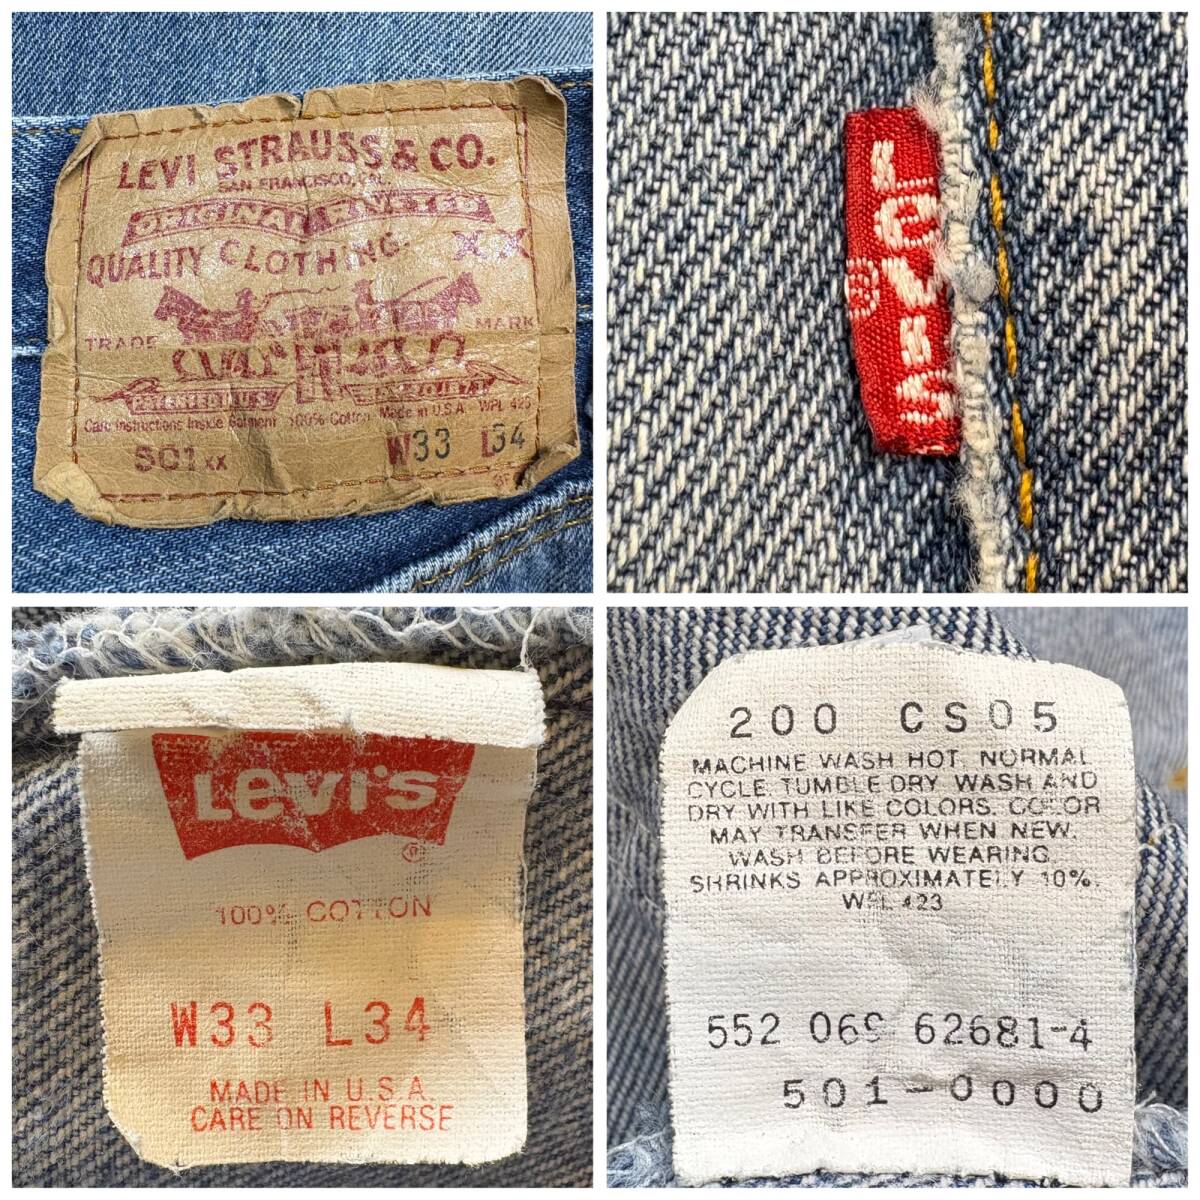 LEVI STRAUSS & CO.
SAN FRANCISCO, CAL.
ORIGINAL RIVETED
QUALITY CLOTHING. XX
TRADE MARK
PATENTED U.S.
Care Instructions Inside Garment 100% Cotton Made in U.S.A. WPL 423
501 XX W33 L34
LEVI'S
®
Levi's
®
100% COTTON
W33 L34
MADE IN U.S.A.
CARE ON REVERSE
200 CS05
MACHINE WASH HOT, NORMAL
CYCLE. TUMBLE DRY. WASH AND
DRY WITH LIKE COLORS. COLOR
MAY TRANSFER WHEN NEW.
WASH BEFORE WEARING.
SHRINKS APPROXIMATELY 10%.
WPL 423
552 62681-4
501-0000